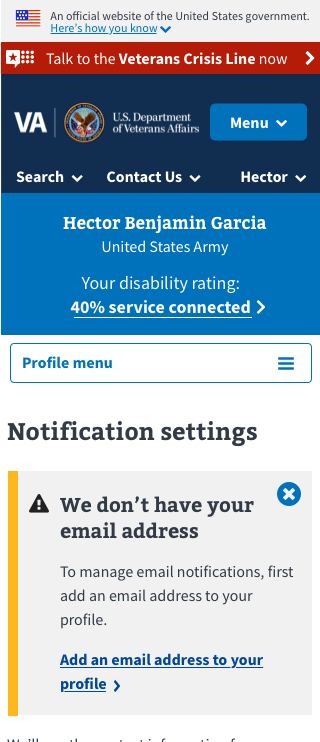 An official website of the United States government.
Here's how you know
Talk to the Veterans Crisis Line now
VA
U.S. Department
of Veterans Affairs
Menu
Search
Contact Us
Hector
Hector Benjamin Garcia
United States Army
Your disability rating:
40% service connected
Profile menu
Notification settings
We don’t have your
email address
To manage email notifications, first
add an email address to your
profile.
Add an email address to your
profile